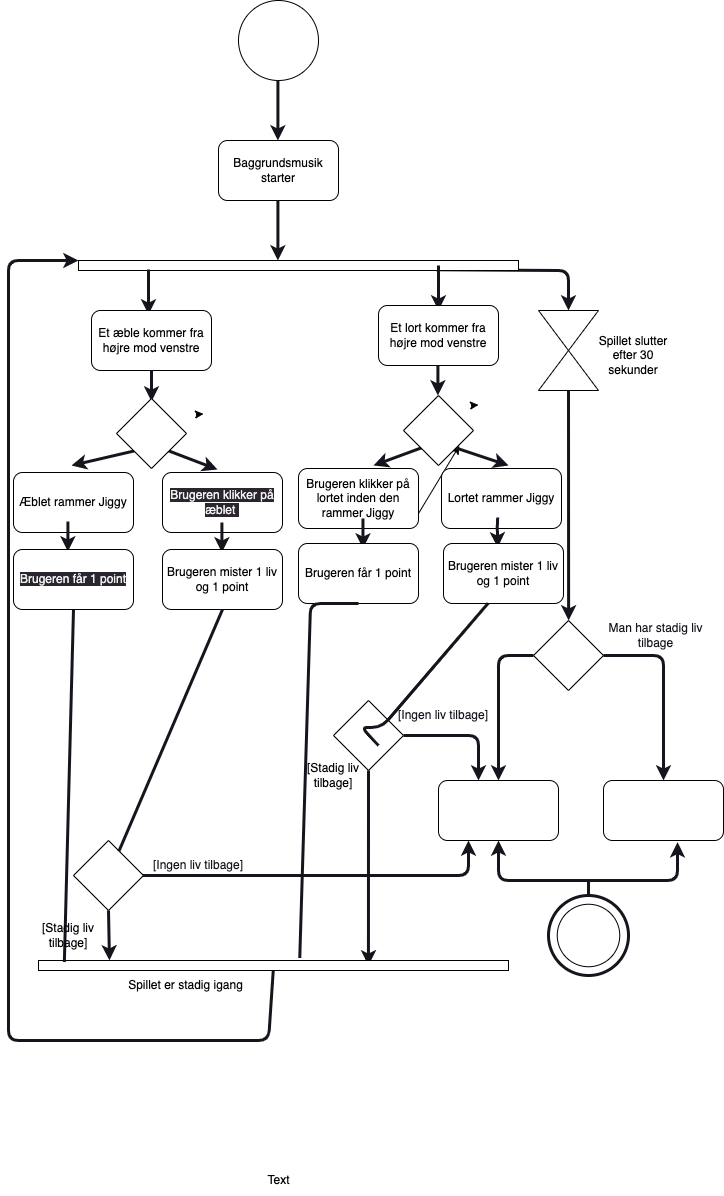 Baggrundsmusik
starter
Et æble kommer fra
højre mod venstre
Et lort kommer fra
højre mod venstre
Spillet slutter
efter 30
sekunder
Æblet rammer Jiggy
Brugeren klikker på
æblet
Brugeren klikker på
lortet inden den
rammer Jiggy
Lortet rammer Jiggy
Brugeren får 1 point
Brugeren mister 1 liv
og 1 point
Brugeren får 1 point
Brugeren mister 1 liv
og 1 point
Man har stadig liv
tilbage
[Ingen liv tilbage]
[Stadig liv
tilbage]
[Ingen liv tilbage]
[Stadig liv
tilbage]
Spillet er stadig igang
Text